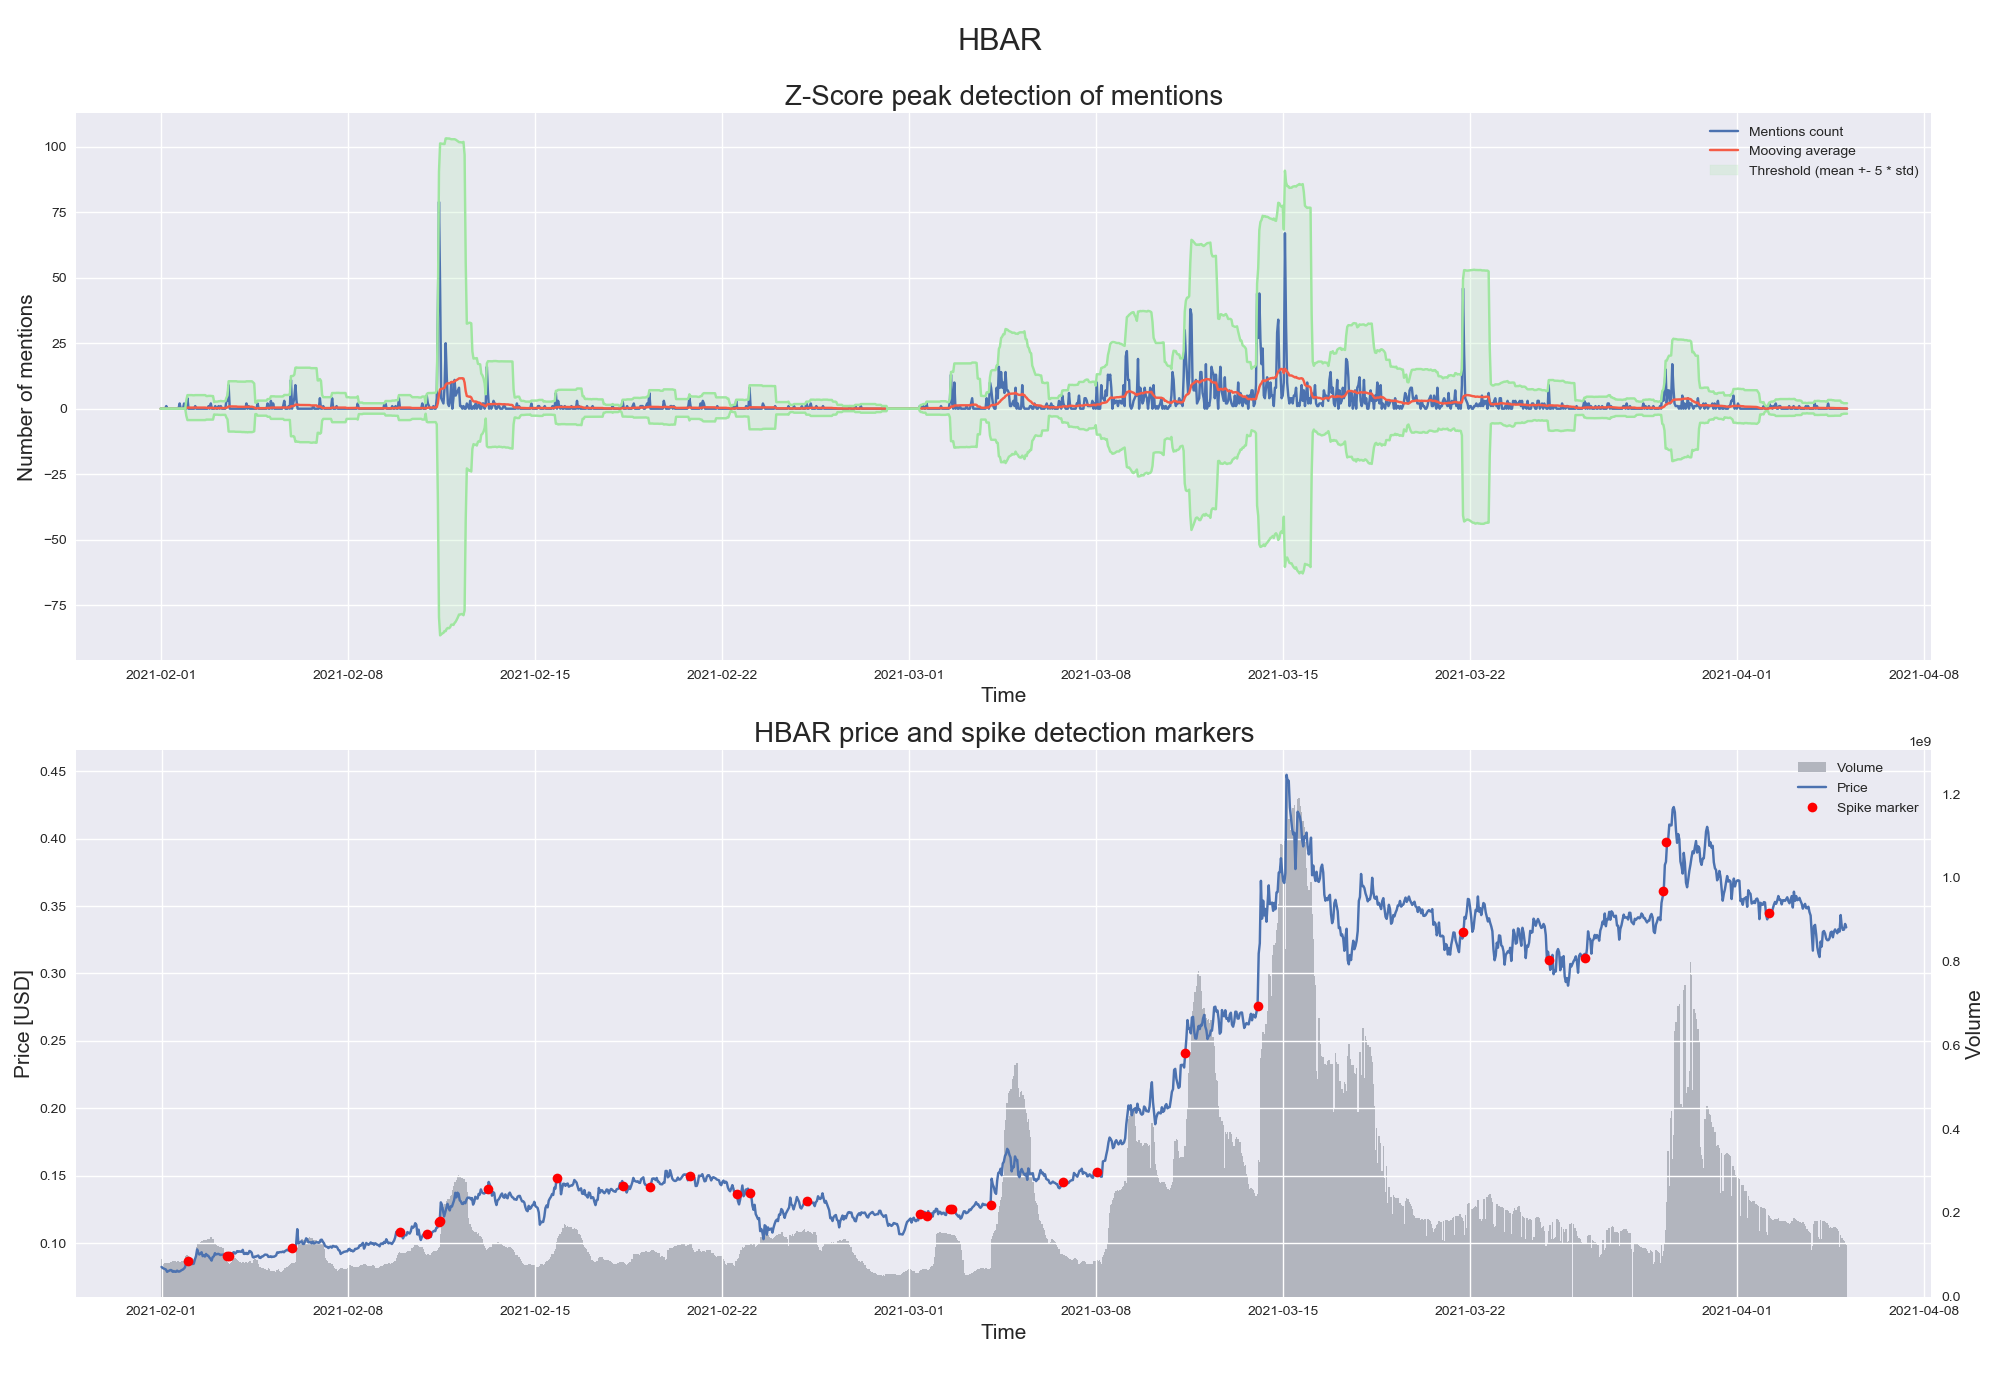 HBAR
Z-Score peak detection of mentions
Mentions count
Mooving average
Threshold (mean +- 5 * std)
100
75
50
25
0
−25
−50
−75
Number of mentions
2021-02-01 2021-02-08 2021-02-15 2021-02-22 2021-03-01 2021-03-08 2021-03-15 2021-03-22 2021-04-01 2021-04-08
Time
HBAR price and spike detection markers
1e9
Volume
Price
Spike marker
0.45
0.40
0.35
0.30
0.25
0.20
0.15
0.10
Price [USD]
1.2
1.0
0.8
0.6
0.4
0.2
0.0
Volume
2021-02-01 2021-02-08 2021-02-15 2021-02-22 2021-03-01 2021-03-08 2021-03-15 2021-03-22 2021-04-01 2021-04-08
Time